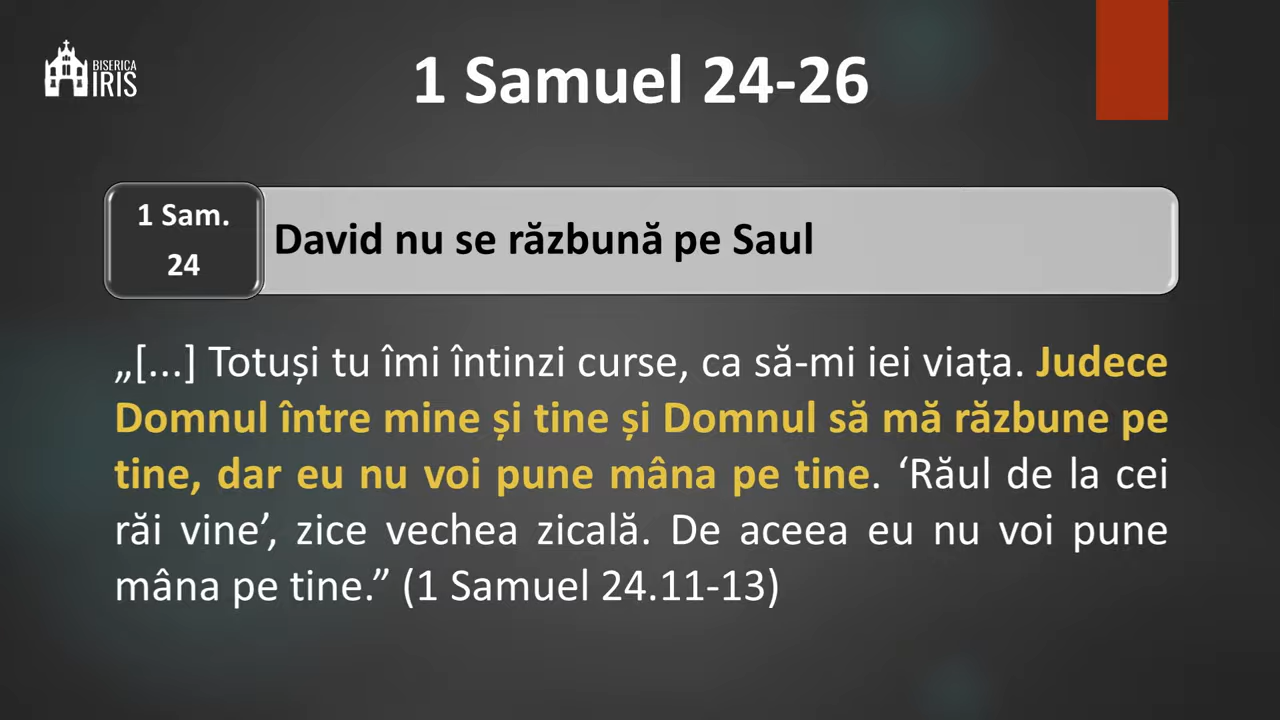 BISERICA
IRIS
1 Samuel 24-26
1 Sam.
24
David nu se răzbună pe Saul
„[...] Totuși tu îmi întinzi curse, ca să-mi iei viața. Judece
Domnul între mine și tine și Domnul să mă răzbune pe
tine, dar eu nu voi pune mâna pe tine. ‘Răul de la cei
răi vine’, zice vechea zicală. De aceea eu nu voi pune
mâna pe tine.” (1 Samuel 24.11-13)